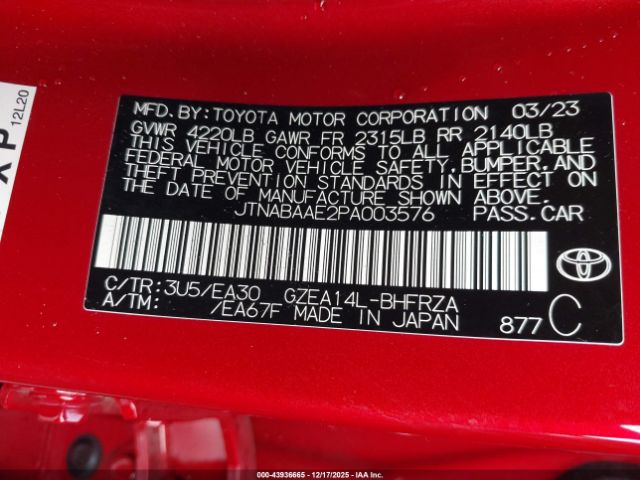 X P
12L20
MFD. BY: TOYOTA MOTOR CORPORATION 03/23
GVWR 4220LB GAWR FR 2315LB RR 2140LB
THIS VEHICLE CONFORMS TO ALL APPLICABLE
FEDERAL MOTOR VEHICLE SAFETY, BUMPER, AND
THEFT PREVENTION STANDARDS IN EFFECT ON
THE DATE OF MANUFACTURE SHOWN ABOVE.
JTNABAAE2PA003576 PASS. CAR
C/TR: 3U5/EA30 GZEA14L-BHFRZA
A/TM: /EA67F MADE IN JAPAN 877 C
000-43936665 - 12/17/2025 - IAA Inc.